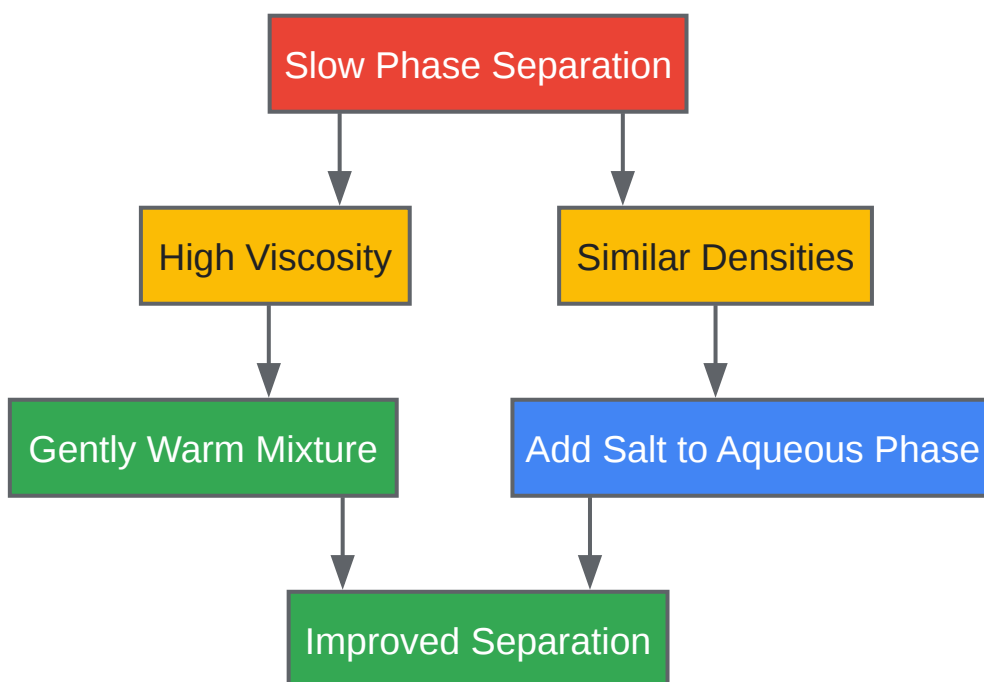 Slow Phase Separation
High Viscosity
Similar Densities
Gently Warm Mixture
Add Salt to Aqueous Phase
Improved Separation